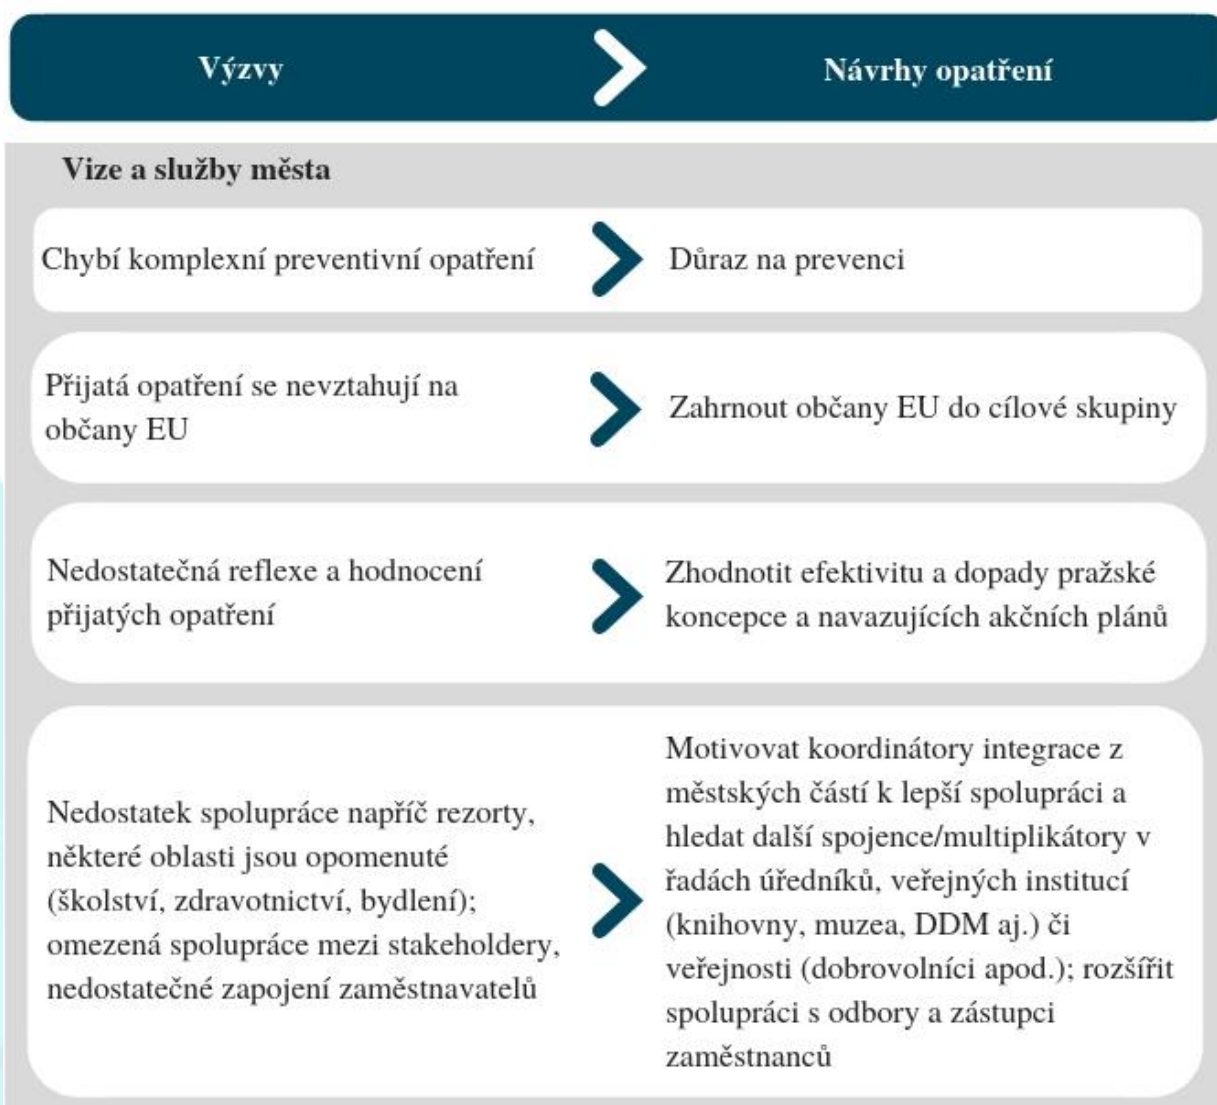 Výzvy
Návrhy opatření
Vize a služby města
Chybí komplexní preventivní opatření
Důraz na prevenci
Přijatá opatření se nevztahují na
občany EU
Zahrnout občany EU do cílové skupiny
Nedostatečná reflexe a hodnocení
přijatých opatření
Zhodnotit efektivitu a dopady pražské
koncepce a navazujících akčních plánů
Nedostatek spolupráce napříč rezorty,
některé oblasti jsou opomenuté
(školství, zdravotnictví, bydlení);
omezená spolupráce mezi stakeholdery,
nedostatečné zapojení zaměstnavatelů
Motivovat koordinátory integrace z
městských částí k lepší spolupráci a
hledat další spojence/multiplikátory v
řadách úředníků, veřejných institucí
(knihovny, muzea, DDM aj.) či
veřejnosti (dobrovolníci apod.); rozšířit
spolupráci s odbory a zástupci
zaměstnanců